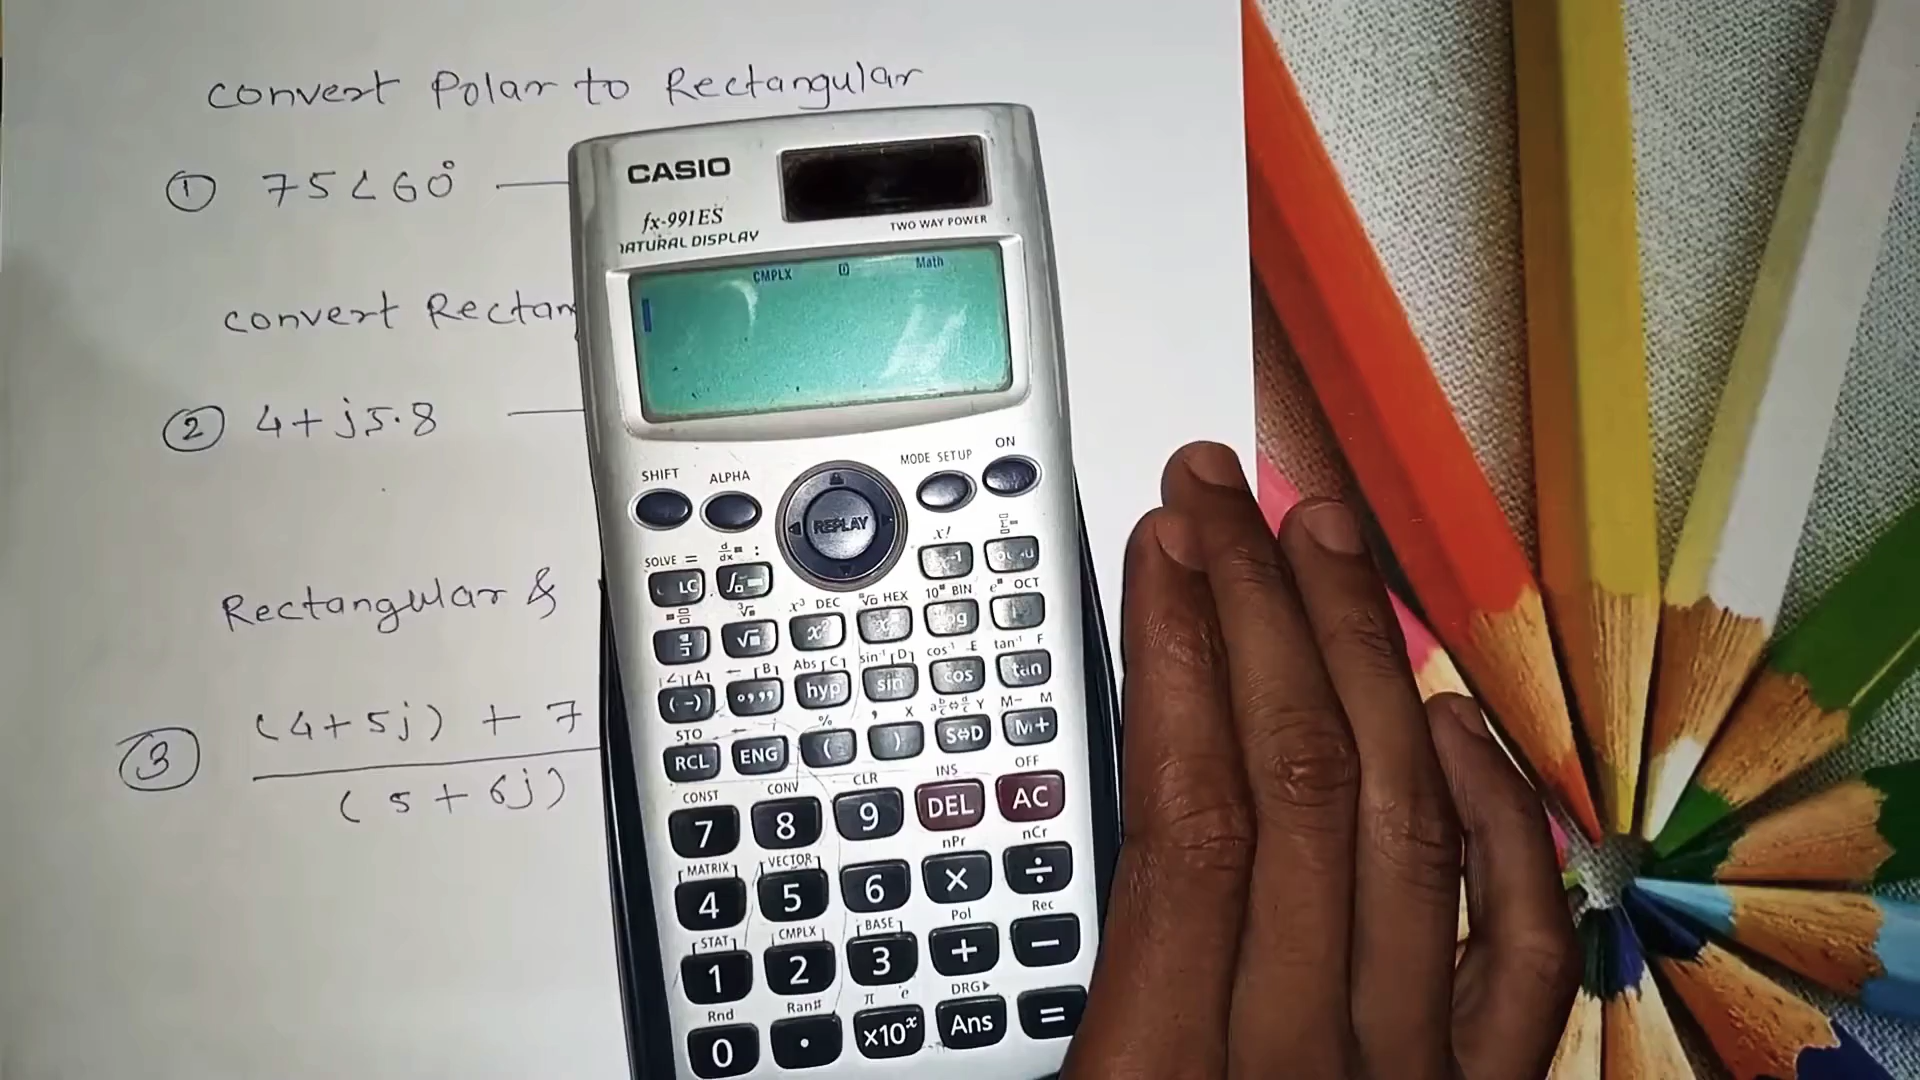 convert Polar to Rectangular
① 75∠60°
convert Rectan
② 4+j5.8
Rectangular &
③ (4+5j) + 7
(5+6j)
CASIO
fx-991ES
NATURAL DISPLAY
TWO WAY POWER
CMPLX D Math
SHIFT ALPHA MODE SETUP ON
REPLAY
SOLVE = d/dx :
x!
x³ DEC HEX 10 BIN e OCT
x²
∠ A ← B Abs C sin⁻¹ D cos⁻¹ E tan⁻¹ F
(−) °,,, hyp sin cos tan
STO ← i % , X Y M− M
RCL ENG ( ) S⇔D M+
CONST CONV CLR INS OFF
7 8 9 DEL AC
MATRIX VECTOR nPr nCr
4 5 6 × ÷
STAT CMPLX BASE Pol Rec
1 2 3 + −
Rnd Ran# π e DRG▶
0 . ×10ˣ Ans =